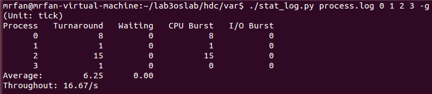 mrfan@mrfan-virtual-machine:~/lab3oslab/hdc/var$ ./stat_log.py process.log 0 1 2 3 -g
(Unit: tick)
Process Turnaround Waiting CPU Burst I/O Burst
0 8 0 8 0
1 1 0 1 0
2 15 0 15 0
3 1 0 0 0
Average: 6.25 0.00
Throughput: 16.67/s